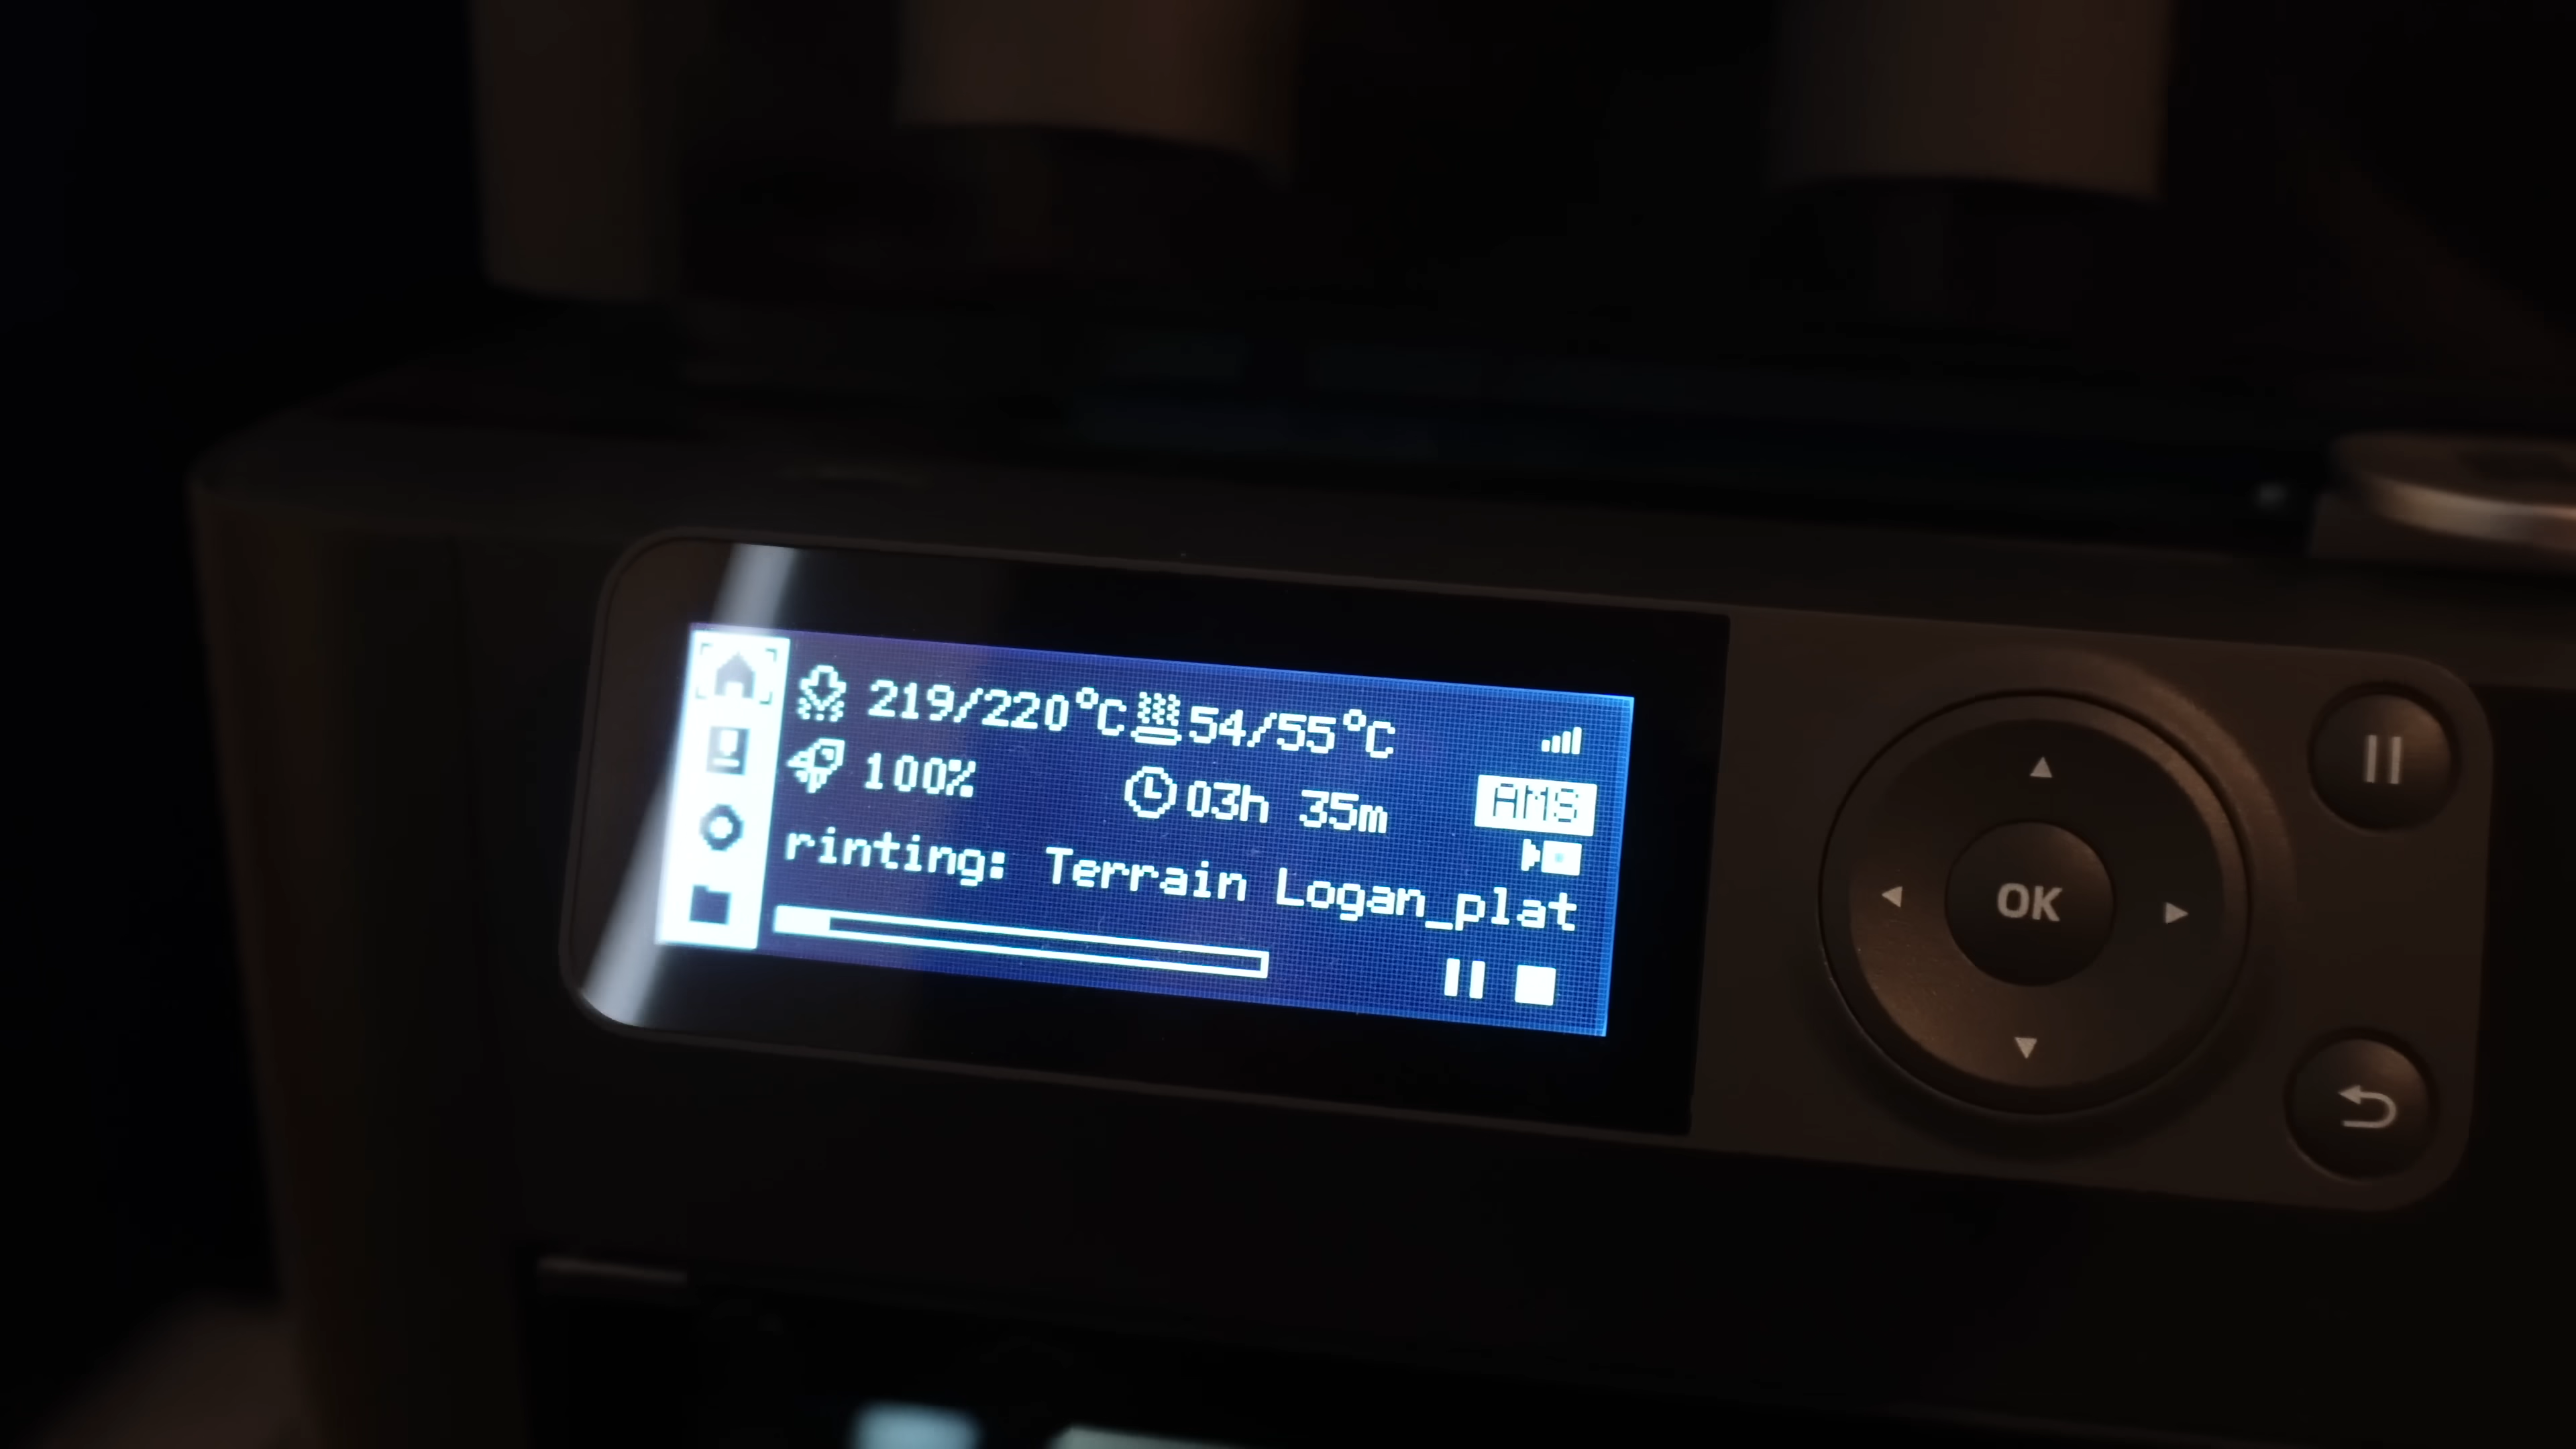 219/220°C 54/55°C
100% 03h 35m
AMS
rinting: Terrain Logan_plat
OK